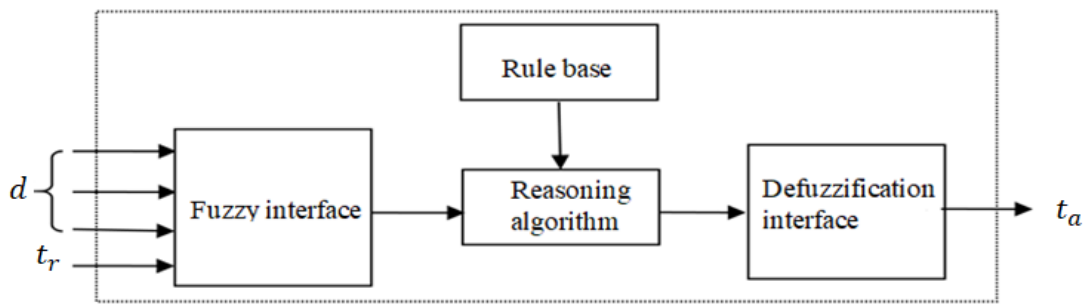 Rule base
d
Fuzzy interface
Reasoning
algorithm
Defuzzification
interface
t_r
t_a